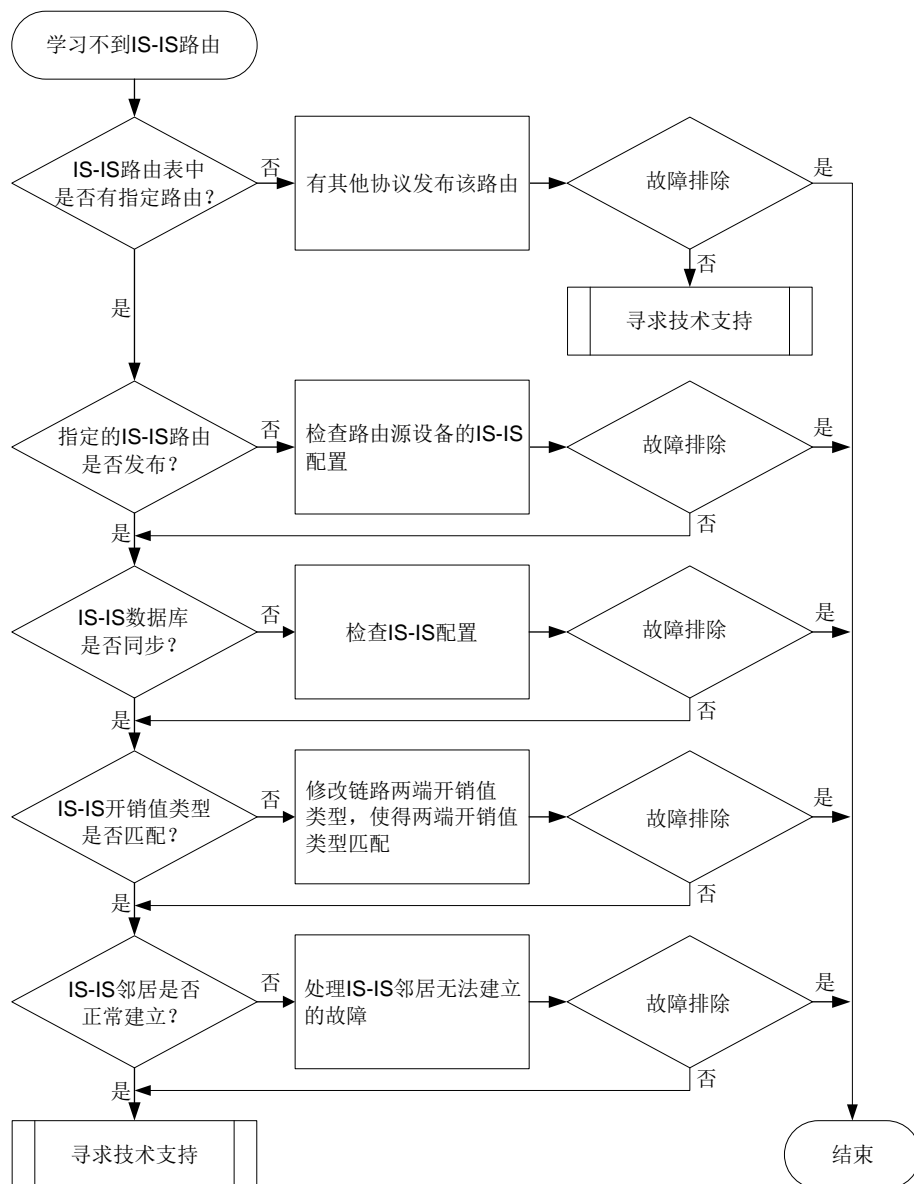 学习不到IS-IS路由
IS-IS路由表中
是否有指定路由？
否
有其他协议发布该路由
故障排除
是
否
寻求技术支持
是
指定的IS-IS路由
是否发布？
否
检查路由源设备的IS-IS
配置
故障排除
是
否
是
IS-IS数据库
是否同步？
否
检查IS-IS配置
故障排除
是
否
是
IS-IS开销值类型
是否匹配？
否
修改链路两端开销值
类型，使得两端开销值
类型匹配
故障排除
是
否
是
IS-IS邻居是否
正常建立？
否
处理IS-IS邻居无法建立
的故障
故障排除
是
否
是
寻求技术支持
结束